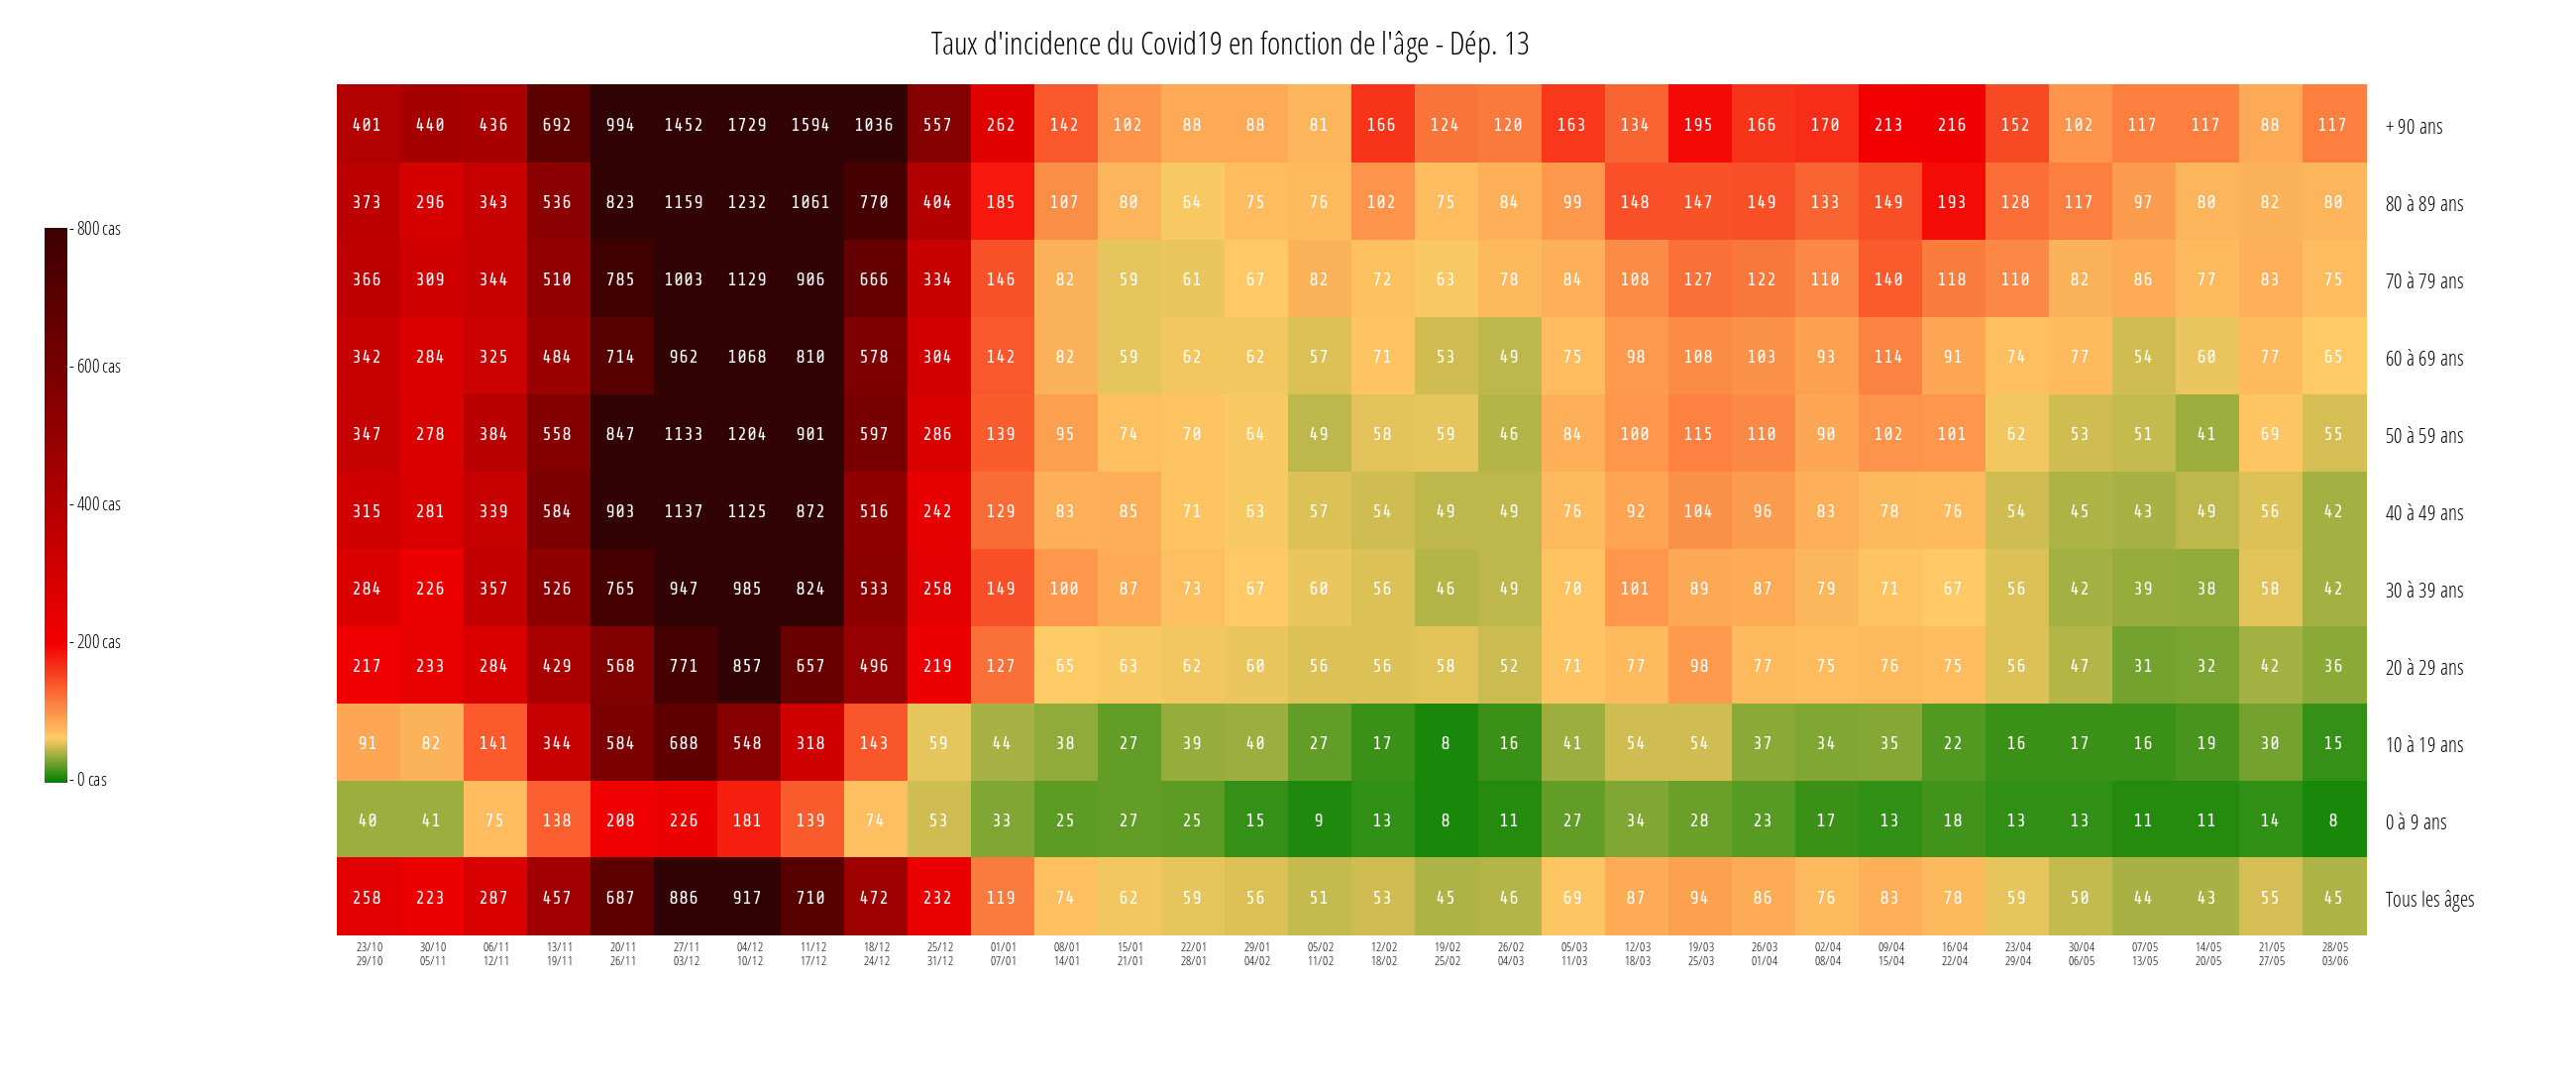 Taux d'incidence du Covid19 en fonction de l'âge - Dép. 13
401 440 436 692 994 1452 1729 1594 1036 557 262 142 102 88 88 81 166 124 120 163 134 195 166 170 213 216 152 102 117 117 88 117 + 90 ans
373 296 343 536 823 1159 1232 1061 770 404 185 107 80 64 75 76 102 75 84 99 148 147 149 133 149 193 128 117 97 80 82 80 80 à 89 ans
- 800 cas
366 309 344 510 785 1003 1129 906 666 334 146 82 59 61 67 82 72 63 78 84 108 127 122 110 140 118 110 82 86 77 83 75 70 à 79 ans
342 284 325 484 714 962 1068 810 578 304 142 82 59 62 62 57 71 53 49 75 98 108 103 93 114 91 74 77 54 60 77 65 60 à 69 ans
- 600 cas
347 278 384 558 847 1133 1204 901 597 286 139 95 74 70 64 49 58 59 46 84 100 115 110 90 102 101 62 53 51 41 69 55 50 à 59 ans
- 400 cas
315 281 339 584 903 1137 1125 872 516 242 129 83 85 71 63 57 54 49 49 76 92 104 96 83 78 76 54 45 43 49 56 42 40 à 49 ans
284 226 357 526 765 947 985 824 533 258 149 100 87 73 67 60 56 46 49 70 101 89 87 79 71 67 56 42 39 38 58 42 30 à 39 ans
- 200 cas
217 233 284 429 568 771 857 657 496 219 127 65 63 62 60 56 56 58 52 71 77 98 77 75 76 75 56 47 31 32 42 36 20 à 29 ans
91 82 141 344 584 688 548 318 143 59 44 38 27 39 40 27 17 8 16 41 54 54 37 34 35 22 16 17 16 19 30 15 10 à 19 ans
- 0 cas
40 41 75 138 208 226 181 139 74 53 33 25 27 25 15 9 13 8 11 27 34 28 23 17 13 18 13 13 11 11 14 8 0 à 9 ans
258 223 287 457 687 886 917 710 472 232 119 74 62 59 56 51 53 45 46 69 87 94 86 76 83 78 59 50 44 43 55 45 Tous les âges
23/10 30/10 06/11 13/11 20/11 27/11 04/12 11/12 18/12 25/12 01/01 08/01 15/01 22/01 29/01 05/02 12/02 19/02 26/02 05/03 12/03 19/03 26/03 02/04 09/04 16/04 23/04 30/04 07/05 14/05 21/05 28/05
29/10 05/11 12/11 19/11 26/11 03/12 10/12 17/12 24/12 31/12 07/01 14/01 21/01 28/01 04/02 11/02 18/02 25/02 04/03 11/03 18/03 25/03 01/04 08/04 15/04 22/04 29/04 06/05 13/05 20/05 27/05 03/06